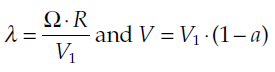 λ = Ω · R / V₁ and V = V₁ · (1 − a)